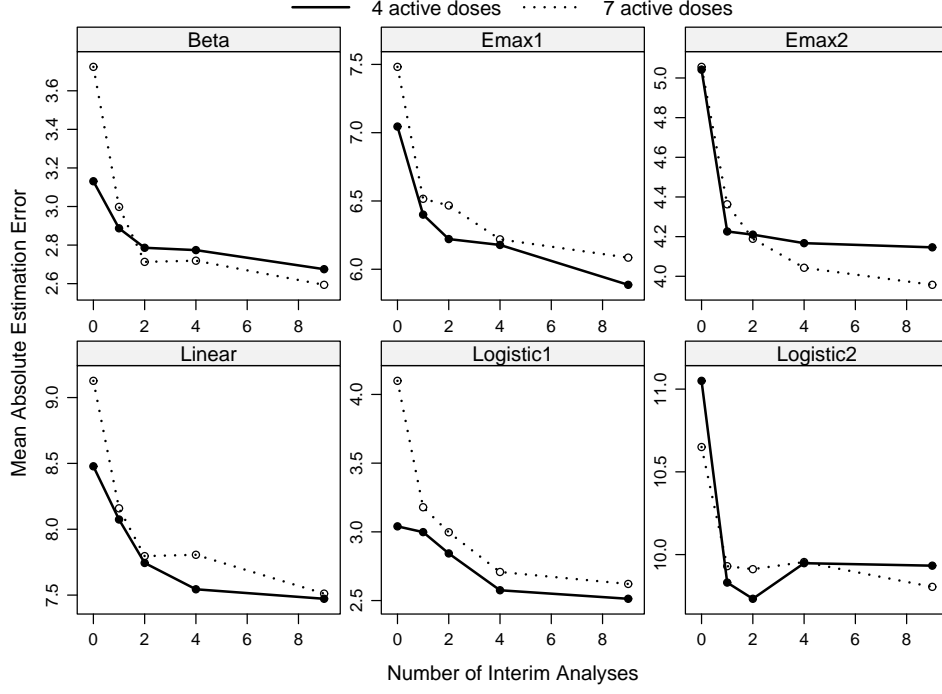 4 active doses 7 active doses
Beta Emax1 Emax2
2.6 2.8 3.0 3.2 3.4 3.6
6.0 6.5 7.0 7.5
4.0 4.2 4.4 4.6 4.8 5.0
0 2 4 6 8 0 2 4 6 8 0 2 4 6 8
Linear Logistic1 Logistic2
7.5 8.0 8.5 9.0
2.5 3.0 3.5 4.0
10.0 10.5 11.0
0 2 4 6 8 0 2 4 6 8 0 2 4 6 8
Mean Absolute Estimation Error
Number of Interim Analyses